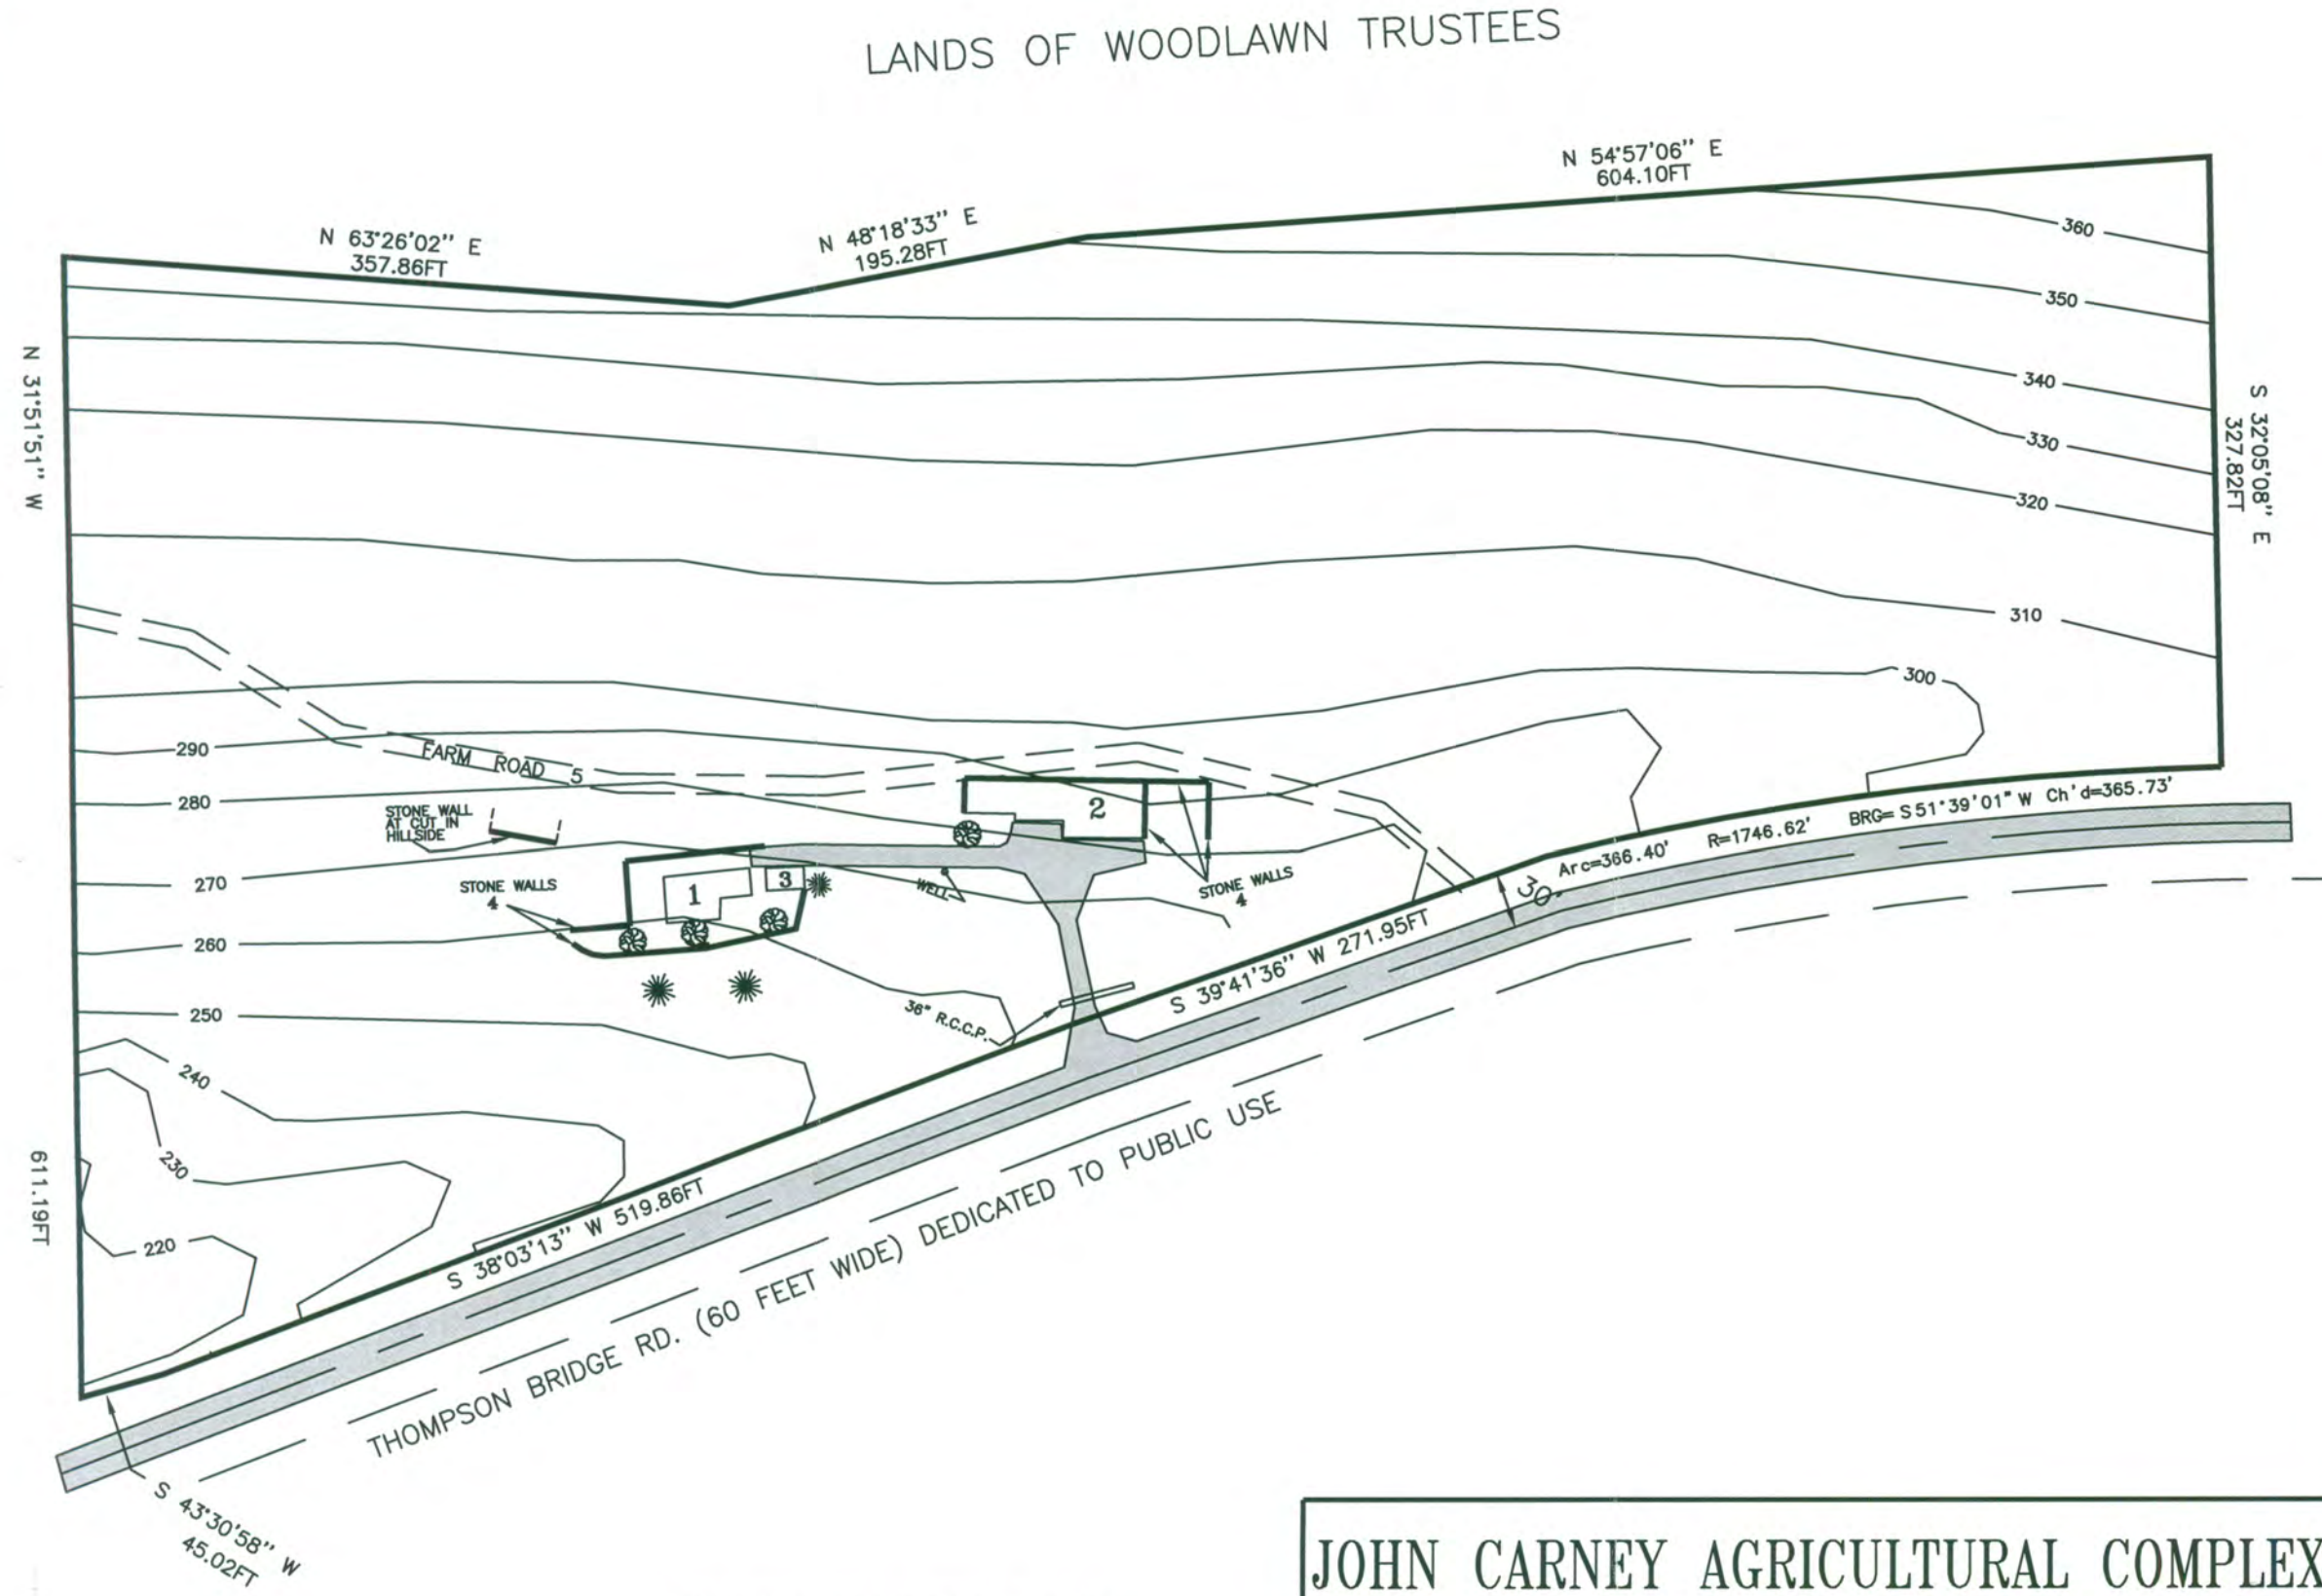 LANDS OF WOODLAWN TRUSTEES
N 54°57'06" E
604.10FT
N 63°26'02" E
357.86FT
N 48°18'33" E
195.28FT
360
350
340
330
320
310
300
N 31°51'51" W
611.19FT
S 32°05'08" E
327.82FT
290
280
270
260
250
240
230
220
FARM ROAD 5
STONE WALL
AT CUT IN
HILLSIDE
2
1
3
STONE WALLS
4
WELL
STONE WALLS
4
36" R.C.C.P.
30'
Arc=366.40' R=1746.62' BRG= S 51°39'01" W Ch'd=365.73'
S 39°41'36" W 271.95FT
S 38°03'13" W 519.86FT
THOMPSON BRIDGE RD. (60 FEET WIDE) DEDICATED TO PUBLIC USE
S 43°30'58" W
45.02FT
JOHN CARNEY AGRICULTURAL COMPLEX